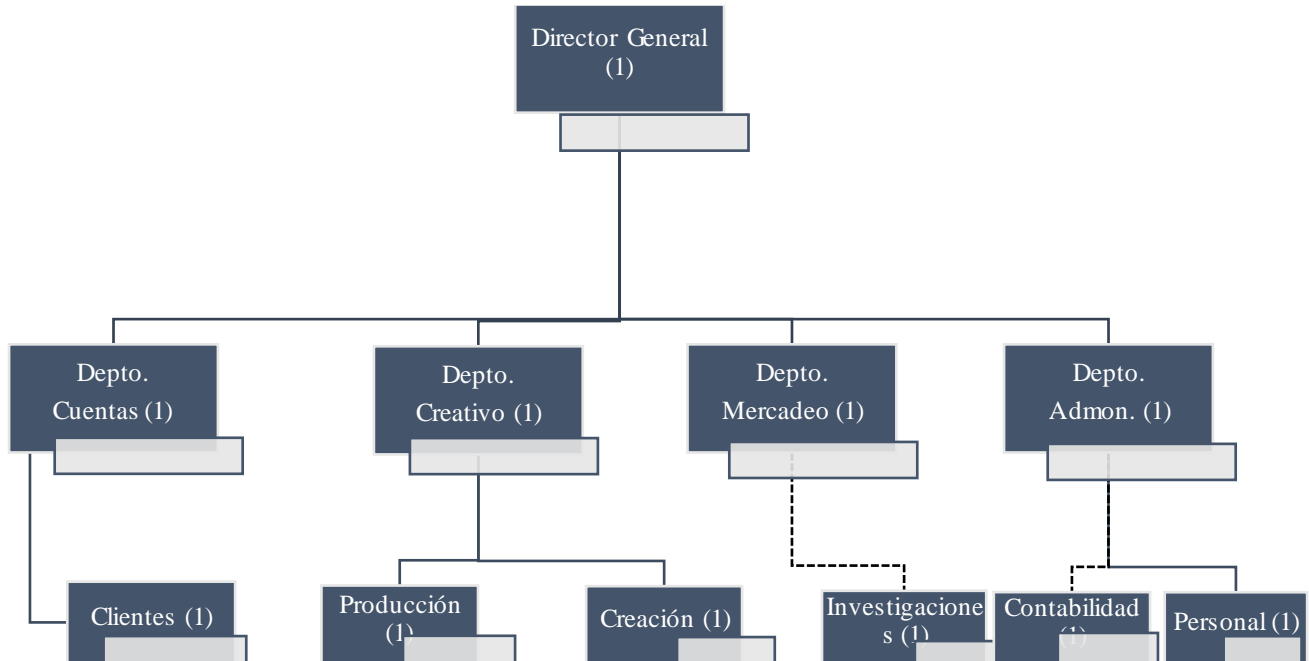 Director General
(1)
Depto.
Cuentas (1)
Depto.
Creativo (1)
Depto.
Mercadeo (1)
Depto.
Admon. (1)
Clientes (1)
Producción
(1)
Creación (1)
Investigacione
s (1)
Contabilidad
(1)
Personal (1)